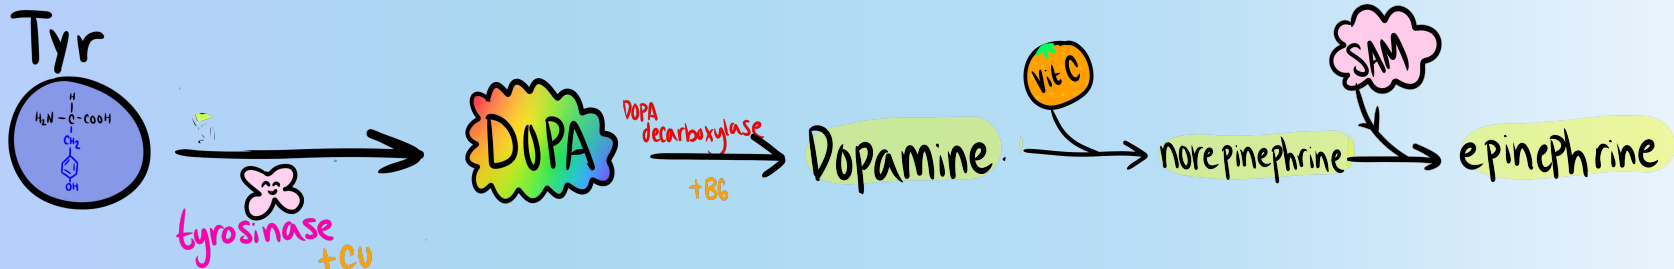 Tyr
H
H₂N-C-COOH
CH₂
OH
tyrosinase
+CU
DOPA
DOPA
decarboxylase
+B6
Dopamine
Vit C
norepinephrine
SAM
epinephrine